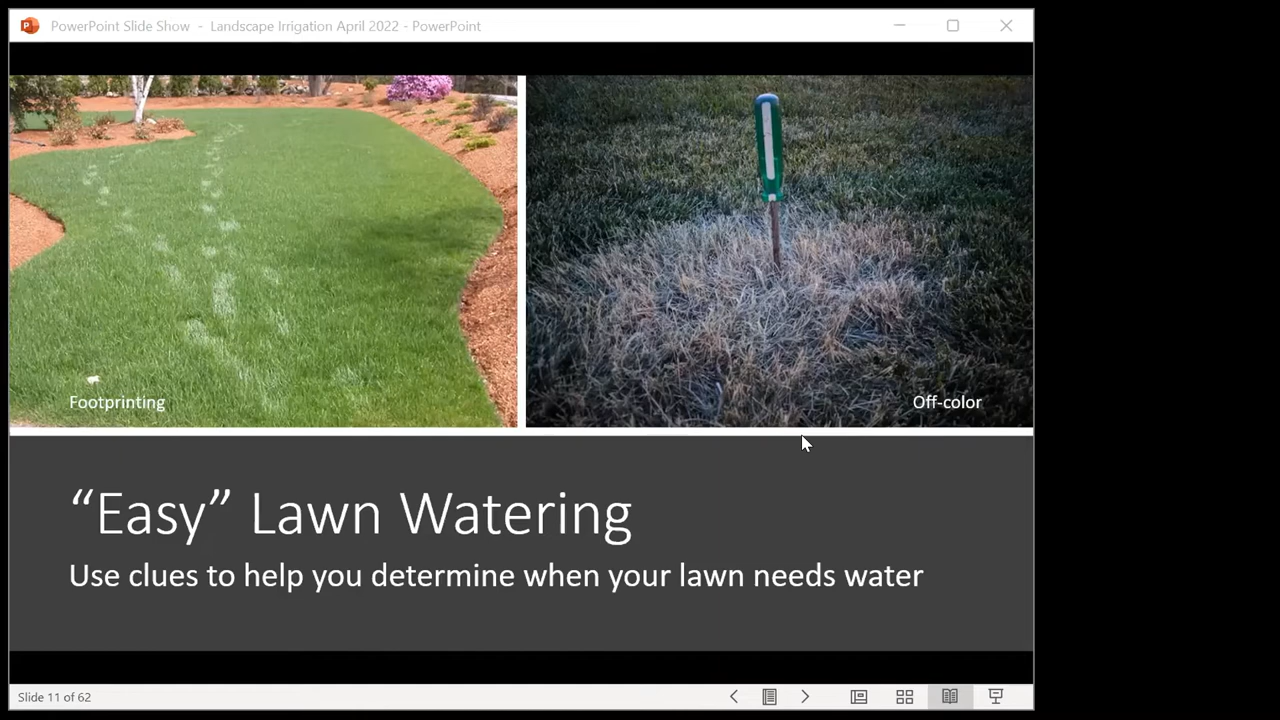 PowerPoint Slide Show - Landscape Irrigation April 2022 - PowerPoint
Footprinting
Off-color
“Easy” Lawn Watering
Use clues to help you determine when your lawn needs water
Slide 11 of 62